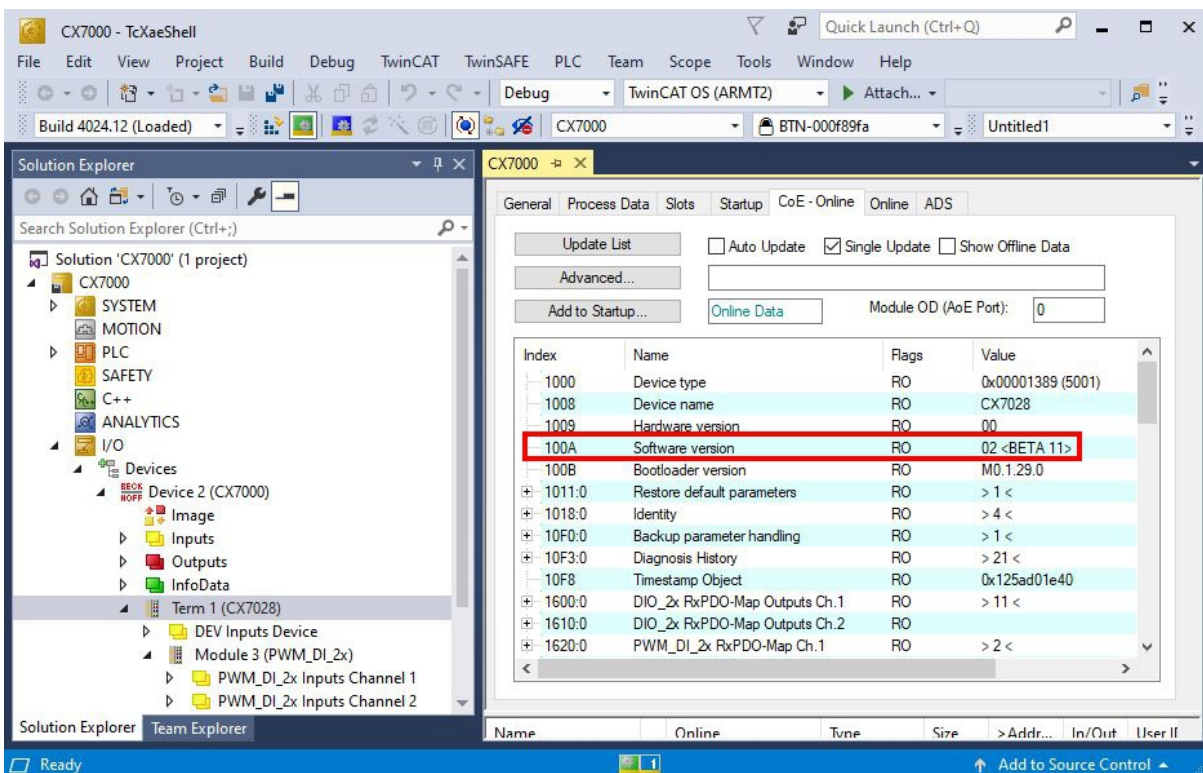 CX7000 - TcXaeShell
Quick Launch (Ctrl+Q)
File Edit View Project Build Debug TwinCAT TwinSAFE PLC Team Scope Tools Window Help
Debug TwinCAT OS (ARMT2) Attach...
Build 4024.12 (Loaded) CX7000 BTN-000f89fa Untitled1
Solution Explorer
Search Solution Explorer (Ctrl+;)
Solution 'CX7000' (1 project)
CX7000
SYSTEM
MOTION
PLC
SAFETY
C++
ANALYTICS
I/O
Devices
BECKHOFF Device 2 (CX7000)
Image
Inputs
Outputs
InfoData
Term 1 (CX7028)
DEV Inputs Device
Module 3 (PWM_DI_2x)
PWM_DI_2x Inputs Channel 1
PWM_DI_2x Inputs Channel 2
Solution Explorer Team Explorer
CX7000
General Process Data Slots Startup CoE - Online Online ADS
Update List Auto Update Single Update Show Offline Data
Advanced...
Add to Startup... Online Data Module OD (AoE Port): 0
Index Name Flags Value
1000 Device type RO 0x00001389 (5001)
1008 Device name RO CX7028
1009 Hardware version RO 00
100A Software version RO 02 <BETA 11>
100B Bootloader version RO M0.1.29.0
1011:0 Restore default parameters RO > 1 <
1018:0 Identity RO > 4 <
10F0:0 Backup parameter handling RO > 1 <
10F3:0 Diagnosis History RO > 21 <
10F8 Timestamp Object RO 0x125ad01e40
1600:0 DIO_2x RxPDO-Map Outputs Ch.1 RO > 11 <
1610:0 DIO_2x RxPDO-Map Outputs Ch.2 RO
1620:0 PWM_DI_2x RxPDO-Map Ch.1 RO > 2 <
Name Online Type Size >Addr... In/Out User II
Ready 1 Add to Source Control